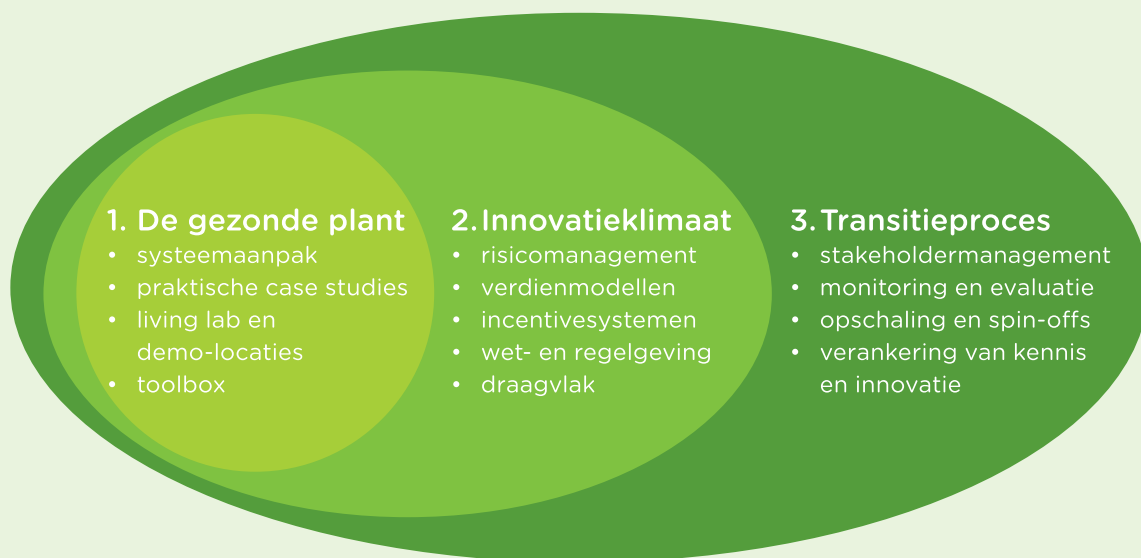 1. De gezonde plant
• systeemaanpak
• praktische case studies
• living lab en
demo-locaties
• toolbox
2. Innovatieklimaat
• risicomanagement
• verdienmodellen
• incentivesystemen
• wet- en regelgeving
• draagvlak
3. Transitieproces
• stakeholdermanagement
• monitoring en evaluatie
• opschaling en spin-offs
• verankering van kennis
en innovatie